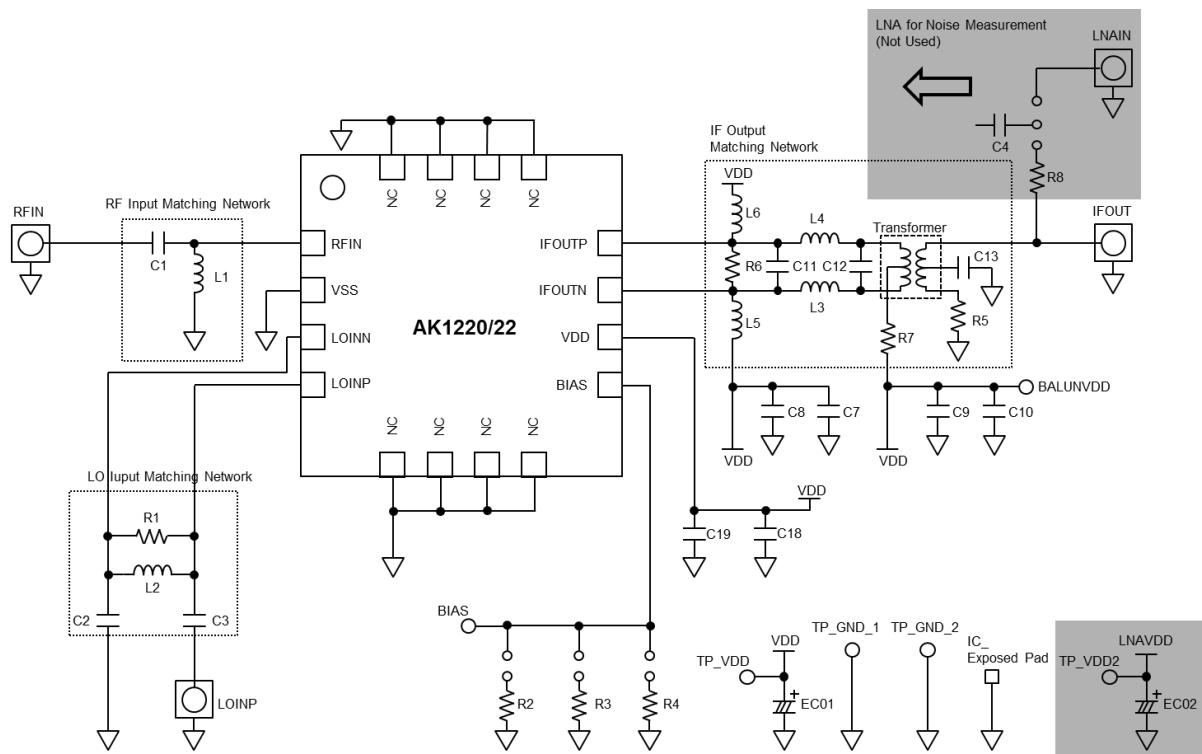 LNA for Noise Measurement
(Not Used)
LNAIN
C4
R8
IF Output
Matching Network
NC
NC
NC
NC
RF Input Matching Network
RFIN
C1
L1
RFIN
VSS
LOINN
LOINP
AK1220/22
IFOUTP
IFOUTN
VDD
BIAS
NC
NC
NC
NC
VDD
L6
L4
Transformer
IFOUT
R6
C11
C12
C13
L3
L5
R7
R5
C8
C7
C9
C10
BALUNVDD
VDD
VDD
VDD
C19
C18
LO Iuput Matching Network
R1
L2
C2
C3
LOINP
BIAS
R2
R3
R4
VDD
TP_VDD
EC01
TP_GND_1
TP_GND_2
IC_
Exposed Pad
LNAVDD
TP_VDD2
EC02